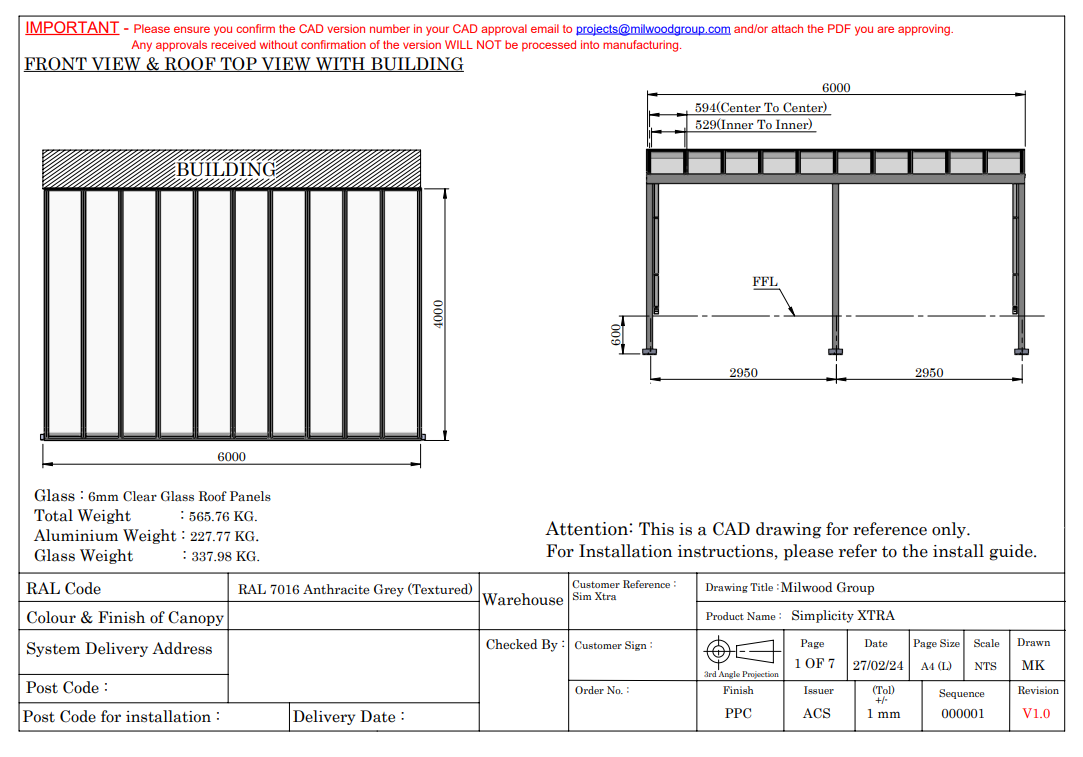 IMPORTANT - Please ensure you confirm the CAD version number in your CAD approval email to projects@milwoodgroup.com and/or attach the PDF you are approving.
Any approvals received without confirmation of the version WILL NOT be processed into manufacturing.
FRONT VIEW & ROOF TOP VIEW WITH BUILDING
6000
594(Center To Center)
529(Inner To Inner)
BUILDING
4000
6000
FFL
600
2950
2950
Glass : 6mm Clear Glass Roof Panels
Total Weight : 565.76 KG.
Aluminium Weight : 227.77 KG.
Glass Weight : 337.98 KG.
Attention: This is a CAD drawing for reference only.
For Installation instructions, please refer to the install guide.
RAL Code
RAL 7016 Anthracite Grey (Textured)
Colour & Finish of Canopy
System Delivery Address
Post Code :
Post Code for installation :
Delivery Date :
Warehouse
Checked By :
Customer Reference :
Sim Xtra
Customer Sign :
Order No. :
Drawing Title : Milwood Group
Product Name : Simplicity XTRA
3rd Angle Projection
Page
1 OF 7
Date
27/02/24
Page Size
A4 (L)
Scale
NTS
Drawn
MK
Finish
PPC
Issuer
ACS
(Tol)
+/-
1 mm
Sequence
000001
Revision
V1.0